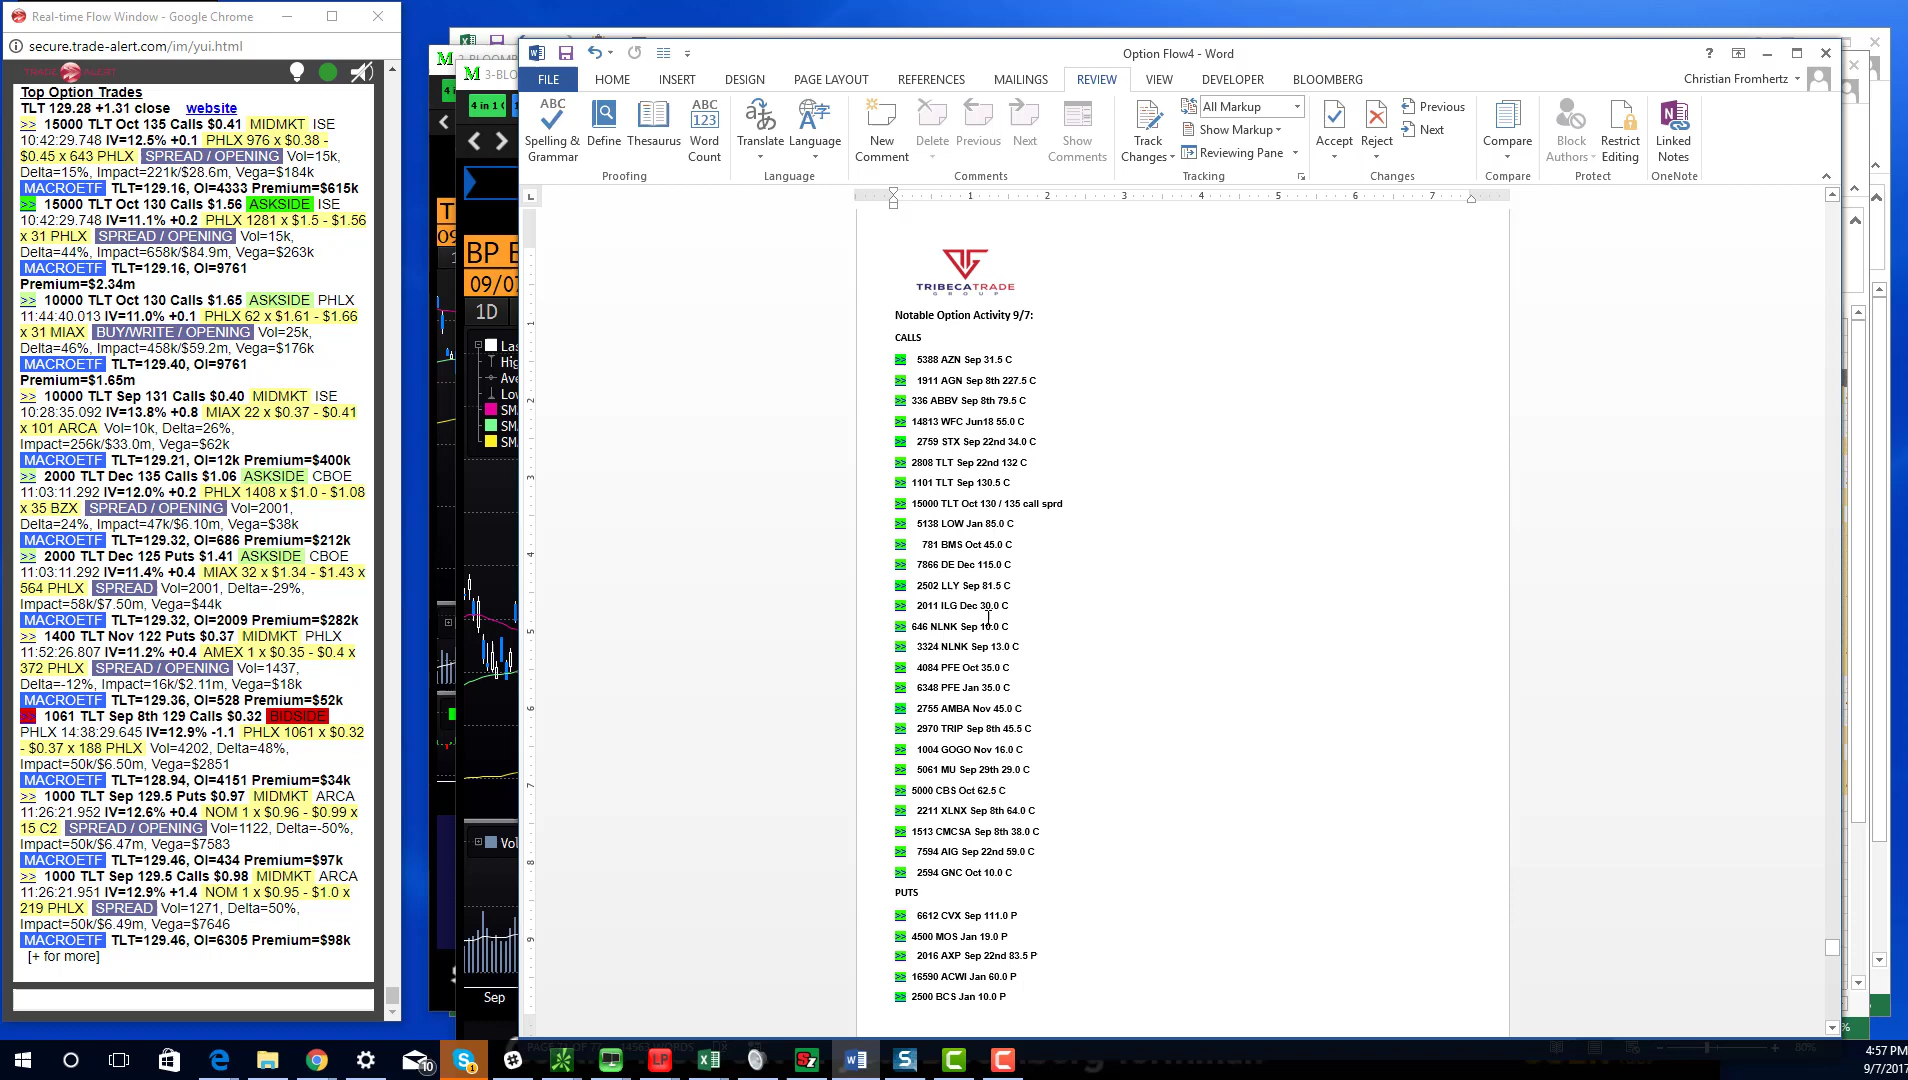 Real-time Flow Window - Google Chrome
secure.trade-alert.com/im/yui.html
TRADE ALERT
Top Option Trades
TLT 129.28 +1.31 close website
>> 15000 TLT Oct 135 Calls $0.41 MIDMKT ISE
10:42:29.748 IV=12.5% +0.1 PHLX 976 x $0.38 -
$0.45 x 643 PHLX SPREAD / OPENING Vol=15k,
Delta=15%, Impact=221k/$28.6m, Vega=$184k
MACROETF TLT=129.16, OI=4333 Premium=$615k
>> 15000 TLT Oct 130 Calls $1.56 ASKSIDE ISE
10:42:29.748 IV=11.1% +0.2 PHLX 1281 x $1.5 - $1.56
x 31 PHLX SPREAD / OPENING Vol=15k,
Delta=44%, Impact=658k/$84.9m, Vega=$263k
MACROETF TLT=129.16, OI=9761
Premium=$2.34m
>> 10000 TLT Oct 130 Calls $1.65 ASKSIDE PHLX
11:44:40.013 IV=11.0% +0.1 PHLX 62 x $1.61 - $1.66
x 31 MIAX BUY/WRITE / OPENING Vol=25k,
Delta=46%, Impact=458k/$59.2m, Vega=$176k
MACROETF TLT=129.40, OI=9761
Premium=$1.65m
>> 10000 TLT Sep 131 Calls $0.40 MIDMKT ISE
10:28:35.092 IV=13.8% +0.8 MIAX 22 x $0.37 - $0.41
x 101 ARCA Vol=10k, Delta=26%,
Impact=256k/$33.0m, Vega=$62k
MACROETF TLT=129.21, OI=12k Premium=$400k
>> 2000 TLT Dec 135 Calls $1.06 ASKSIDE CBOE
11:03:11.292 IV=12.0% +0.2 PHLX 1408 x $1.0 - $1.08
x 35 BZX SPREAD / OPENING Vol=2001,
Delta=24%, Impact=47k/$6.10m, Vega=$38k
MACROETF TLT=129.32, OI=686 Premium=$212k
>> 2000 TLT Dec 125 Puts $1.41 ASKSIDE CBOE
11:03:11.292 IV=11.4% +0.4 MIAX 32 x $1.34 - $1.43 x
564 PHLX SPREAD Vol=2001, Delta=-29%,
Impact=58k/$7.50m, Vega=$44k
MACROETF TLT=129.32, OI=2009 Premium=$282k
>> 1400 TLT Nov 122 Puts $0.37 MIDMKT PHLX
11:52:26.807 IV=11.2% +0.4 AMEX 1 x $0.35 - $0.4 x
372 PHLX SPREAD / OPENING Vol=1437,
Delta=-12%, Impact=16k/$2.11m, Vega=$18k
MACROETF TLT=129.36, OI=528 Premium=$52k
>> 1061 TLT Sep 8th 129 Calls $0.32 BIDSIDE
PHLX 14:38:29.645 IV=12.9% -1.1 PHLX 1061 x $0.32
- $0.37 x 188 PHLX Vol=4202, Delta=48%,
Impact=50k/$6.50m, Vega=$2851
MACROETF TLT=128.94, OI=4151 Premium=$34k
>> 1000 TLT Sep 129.5 Puts $0.97 MIDMKT ARCA
11:26:21.952 IV=12.6% +0.4 NOM 1 x $0.96 - $0.99 x
15 C2 SPREAD / OPENING Vol=1122, Delta=-50%,
Impact=50k/$6.47m, Vega=$7583
MACROETF TLT=129.46, OI=434 Premium=$97k
>> 1000 TLT Sep 129.5 Calls $0.98 MIDMKT ARCA
11:26:21.951 IV=12.9% +1.4 NOM 1 x $0.95 - $1.0 x
219 PHLX SPREAD Vol=1271, Delta=50%,
Impact=50k/$6.49m, Vega=$7646
MACROETF TLT=129.46, OI=6305 Premium=$98k
[+ for more]
3-BLO
4 in 1
BP
09/07
1D
Vol
Sep
Option Flow4 - Word
FILE HOME INSERT DESIGN PAGE LAYOUT REFERENCES MAILINGS REVIEW VIEW DEVELOPER BLOOMBERG Christian Fromhertz
Spelling & Grammar
Define
Thesaurus
Word Count
Translate
Language
New Comment
Delete
Previous
Next
Show Comments
Track Changes
All Markup
Show Markup
Reviewing Pane
Accept
Reject
Previous
Next
Compare
Block Authors
Restrict Editing
Linked Notes
Proofing Language Comments Tracking Changes Compare Protect OneNote
1 2 3 4 5 6 7
TRIBECATRADE
GROUP
Notable Option Activity 9/7:
CALLS
>> 5388 AZN Sep 31.5 C
>> 1911 AGN Sep 8th 227.5 C
>> 336 ABBV Sep 8th 79.5 C
>> 14813 WFC Jun18 55.0 C
>> 2759 STX Sep 22nd 34.0 C
>> 2808 TLT Sep 22nd 132 C
>> 1101 TLT Sep 130.5 C
>> 15000 TLT Oct 130 / 135 call sprd
>> 5138 LOW Jan 85.0 C
>> 781 BMS Oct 45.0 C
>> 7866 DE Dec 115.0 C
>> 2502 LLY Sep 81.5 C
>> 2011 ILG Dec 30.0 C
>> 646 NLNK Sep 10.0 C
>> 3324 NLNK Sep 13.0 C
>> 4084 PFE Oct 35.0 C
>> 6348 PFE Jan 35.0 C
>> 2755 AMBA Nov 45.0 C
>> 2970 TRIP Sep 8th 45.5 C
>> 1004 GOGO Nov 16.0 C
>> 5061 MU Sep 29th 29.0 C
>> 5000 CBS Oct 62.5 C
>> 2211 XLNX Sep 8th 64.0 C
>> 1513 CMCSA Sep 8th 38.0 C
>> 7594 AIG Sep 22nd 59.0 C
>> 2594 GNC Oct 10.0 C
PUTS
>> 6612 CVX Sep 111.0 P
>> 4500 MOS Jan 19.0 P
>> 2016 AXP Sep 22nd 83.5 P
>> 16590 ACWI Jan 60.0 P
>> 2500 BCS Jan 10.0 P
4:57 PM
9/7/2017